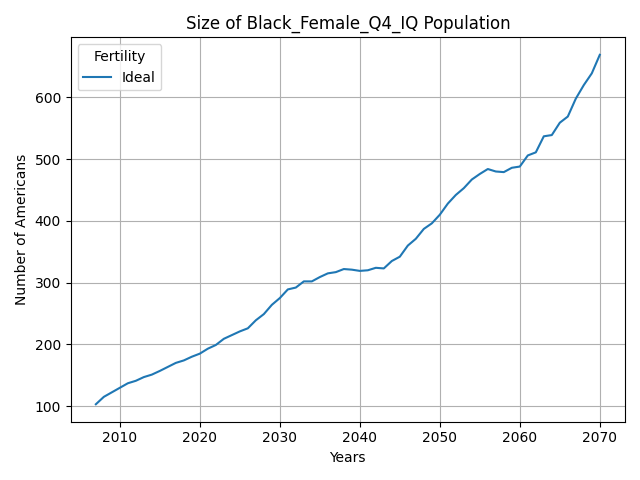 Size of Black_Female_Q4_IQ Population
Fertility
Ideal
Number of Americans
600
500
400
300
200
100
2010 2020 2030 2040 2050 2060 2070
Years